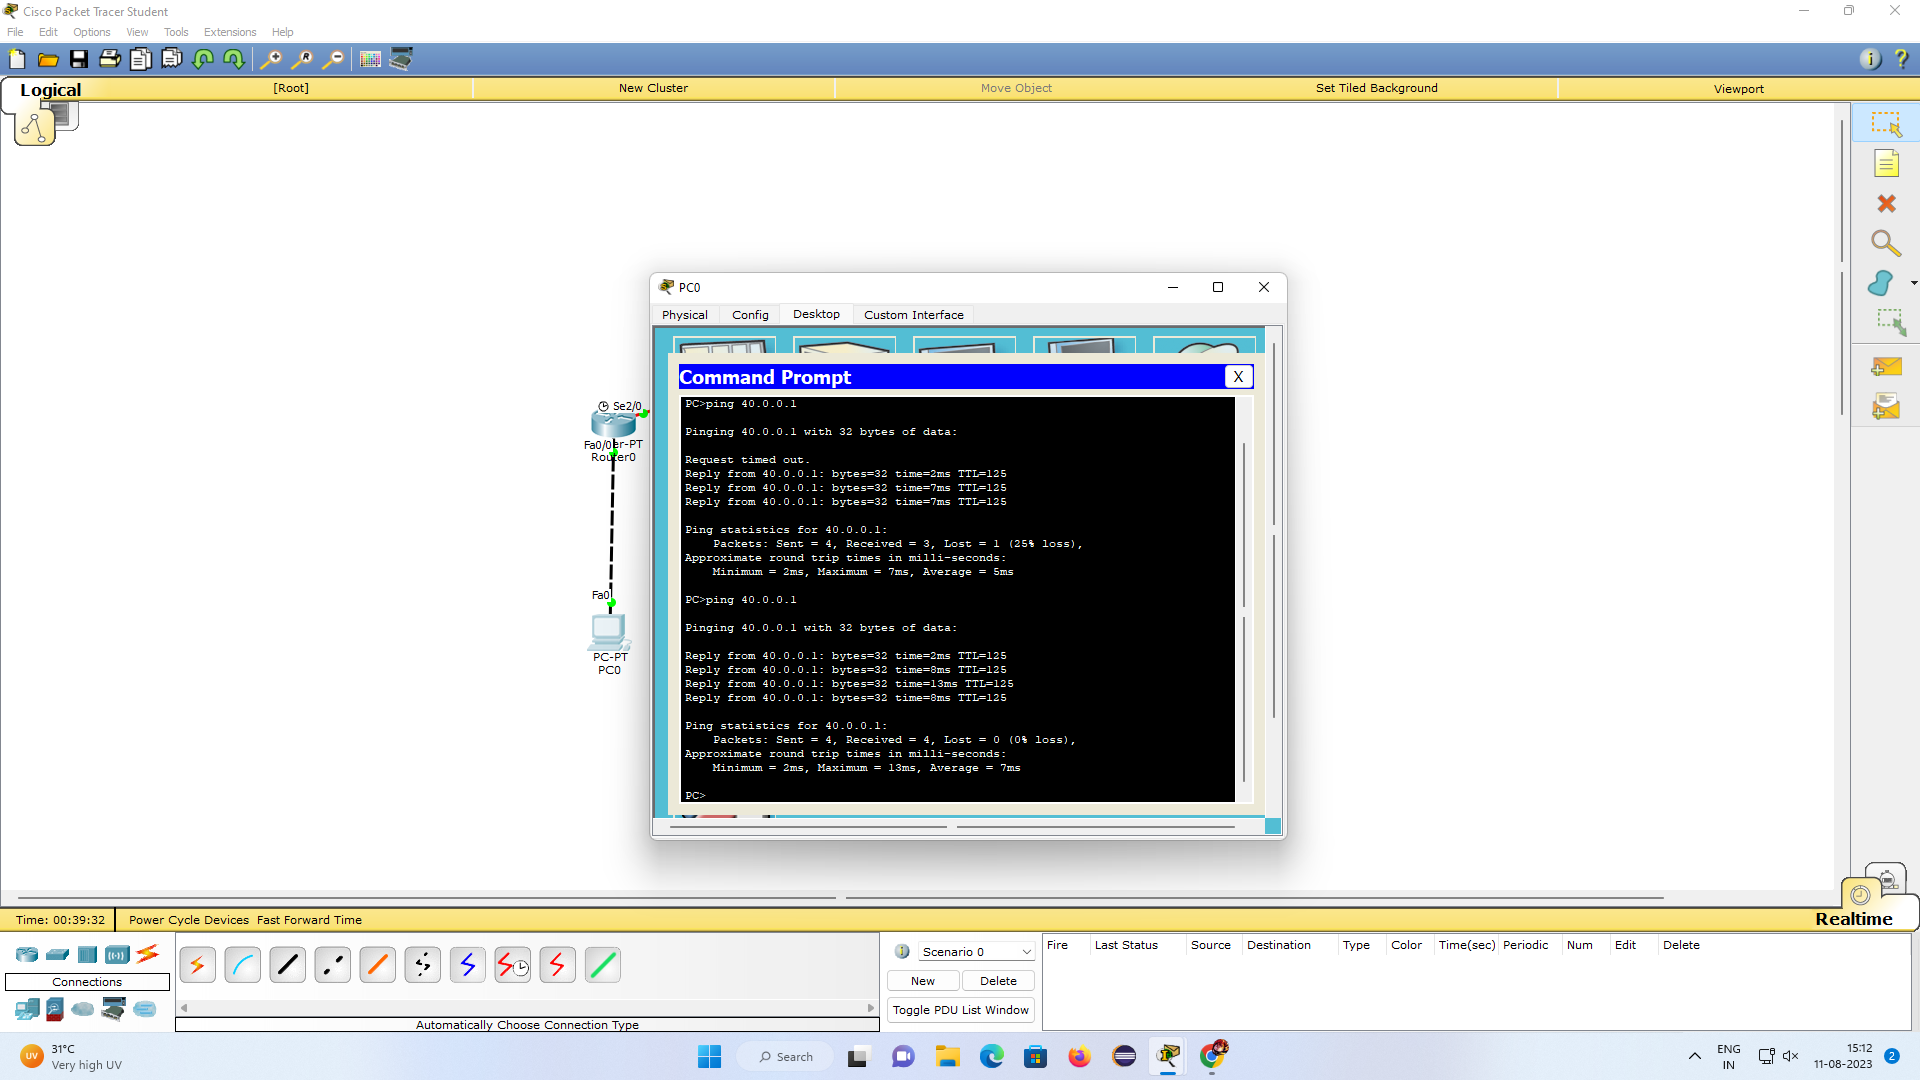 Cisco Packet Tracer Student
File Edit Options View Tools Extensions Help
Logical [Root] New Cluster Move Object Set Tiled Background Viewport
PC0
Physical Config Desktop Custom Interface
Command Prompt X
PC>ping 40.0.0.1
Pinging 40.0.0.1 with 32 bytes of data:
Request timed out.
Reply from 40.0.0.1: bytes=32 time=2ms TTL=125
Reply from 40.0.0.1: bytes=32 time=7ms TTL=125
Reply from 40.0.0.1: bytes=32 time=7ms TTL=125
Ping statistics for 40.0.0.1:
Packets: Sent = 4, Received = 3, Lost = 1 (25% loss),
Approximate round trip times in milli-seconds:
Minimum = 2ms, Maximum = 7ms, Average = 5ms
PC>ping 40.0.0.1
Pinging 40.0.0.1 with 32 bytes of data:
Reply from 40.0.0.1: bytes=32 time=2ms TTL=125
Reply from 40.0.0.1: bytes=32 time=8ms TTL=125
Reply from 40.0.0.1: bytes=32 time=13ms TTL=125
Reply from 40.0.0.1: bytes=32 time=8ms TTL=125
Ping statistics for 40.0.0.1:
Packets: Sent = 4, Received = 4, Lost = 0 (0% loss),
Approximate round trip times in milli-seconds:
Minimum = 2ms, Maximum = 13ms, Average = 7ms
PC>
Se2/0
Fa0/0er-PT
Router0
Fa0
PC-PT
PC0
Time: 00:39:32 Power Cycle Devices Fast Forward Time
Realtime
Connections
Automatically Choose Connection Type
Scenario 0
New Delete
Toggle PDU List Window
Fire Last Status Source Destination Type Color Time(sec) Periodic Num Edit Delete
UV
31°C
Very high UV
Search
ENG
IN
15:12
11-08-2023
2